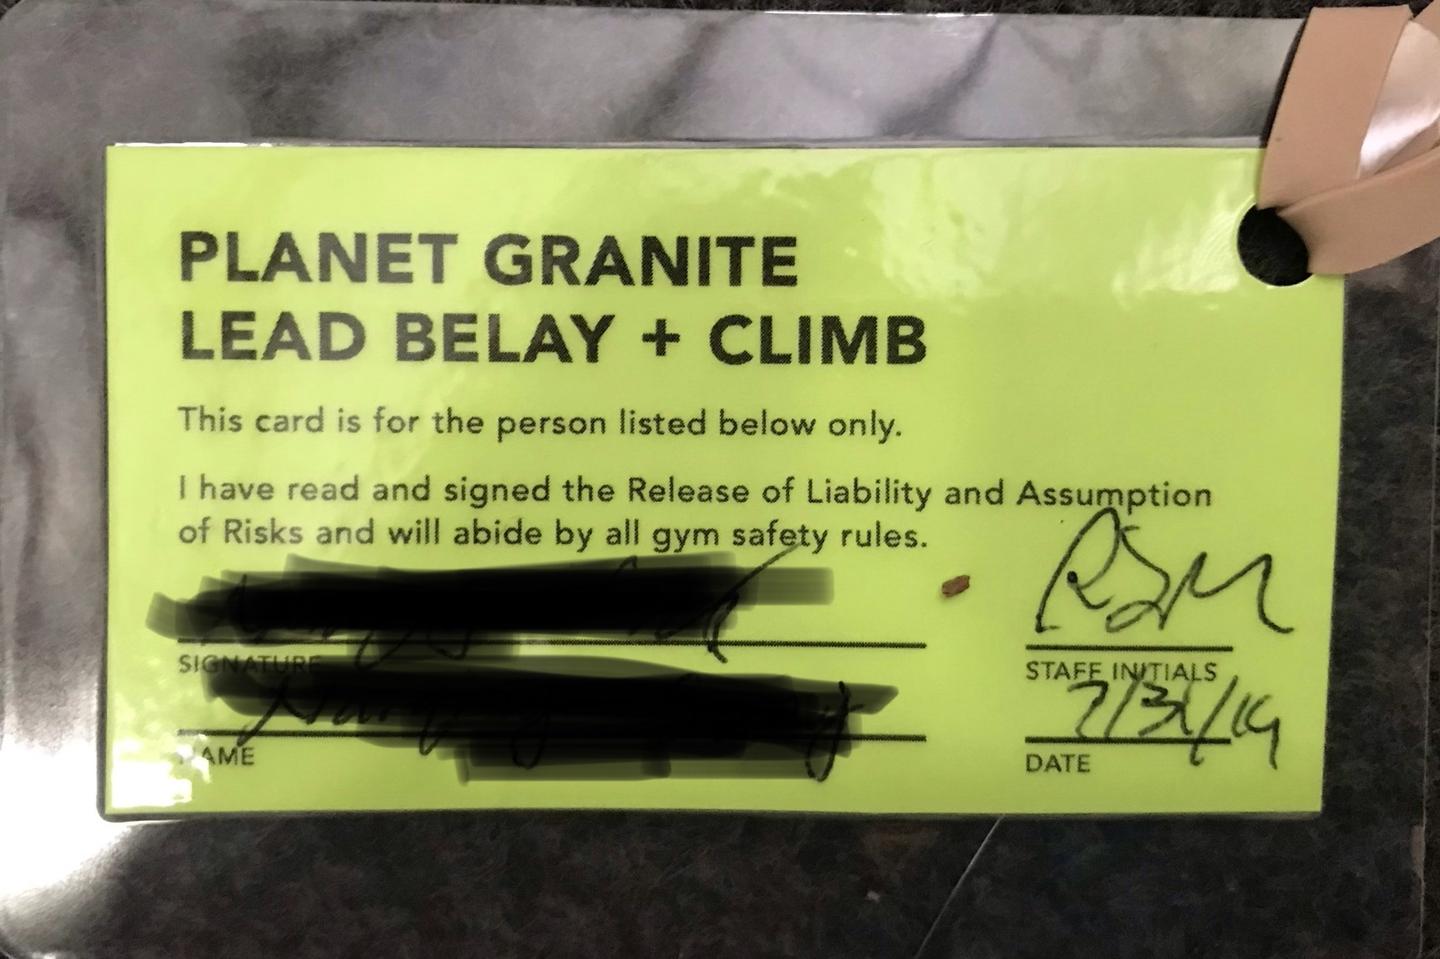 PLANET GRANITE
LEAD BELAY + CLIMB
This card is for the person listed below only.
I have read and signed the Release of Liability and Assumption
of Risks and will abide by all gym safety rules.
RSM
SIGNATURE
STAFF INITIALS
7/31/19
NAME
DATE